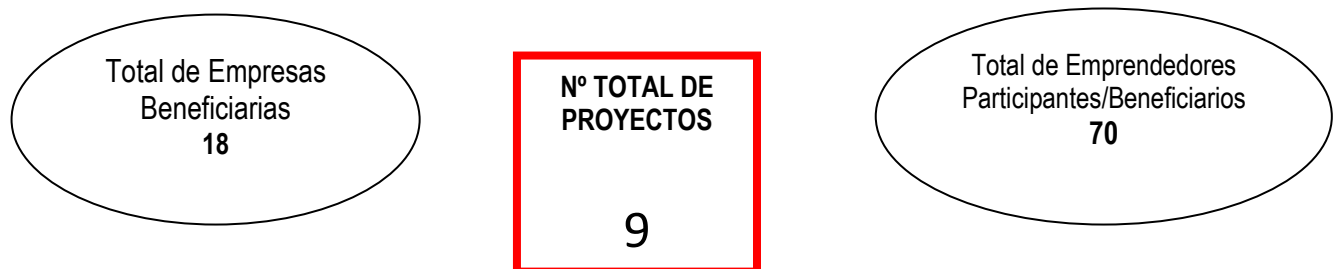 Total de Empresas
Beneficiarias
18
Nº TOTAL DE
PROYECTOS
9
Total de Emprendedores
Participantes/Beneficiarios
70